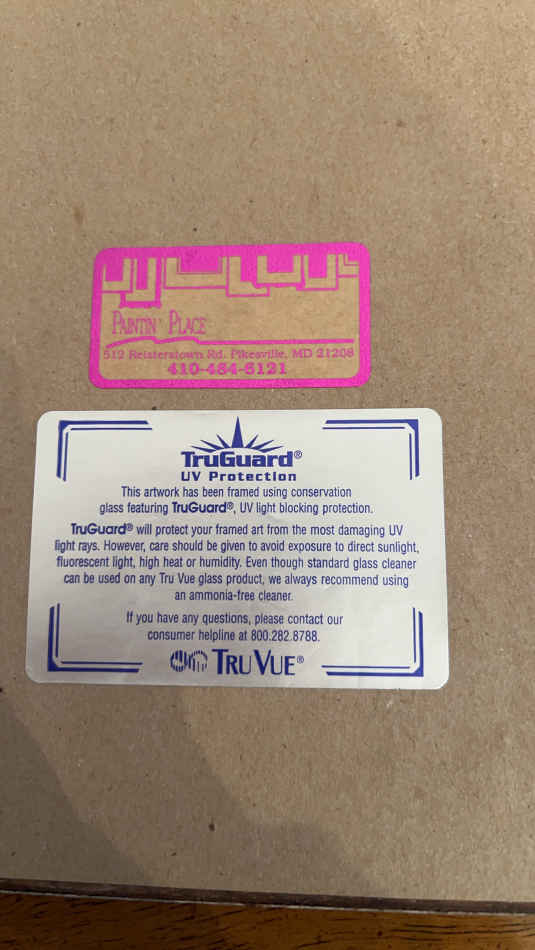 PAINTIN' PLACE
512 Reisterstown Rd. Pikesville, MD 21208
410-484-5121
TruGuard®
UV Protection
This artwork has been framed using conservation
glass featuring TruGuard®, UV light blocking protection.
TruGuard® will protect your framed art from the most damaging UV
light rays. However, care should be given to avoid exposure to direct sunlight,
fluorescent light, high heat or humidity. Even though standard glass cleaner
can be used on any Tru Vue glass product, we always recommend using
an ammonia-free cleaner.
If you have any questions, please contact our
consumer helpline at 800.282.8788.
TRU VUE®